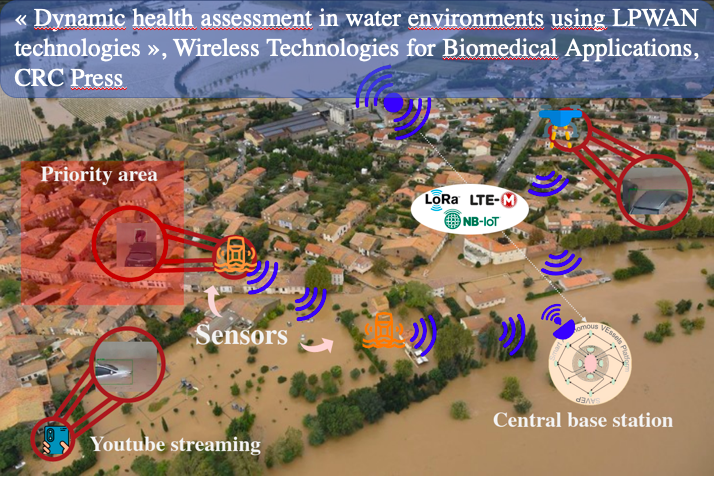 « Dynamic health assessment in water environments using LPWAN
technologies », Wireless Technologies for Biomedical Applications,
CRC Press
Priority area
LoRa LTE-M
NB-IoT
Sensors
Central base station
Youtube streaming